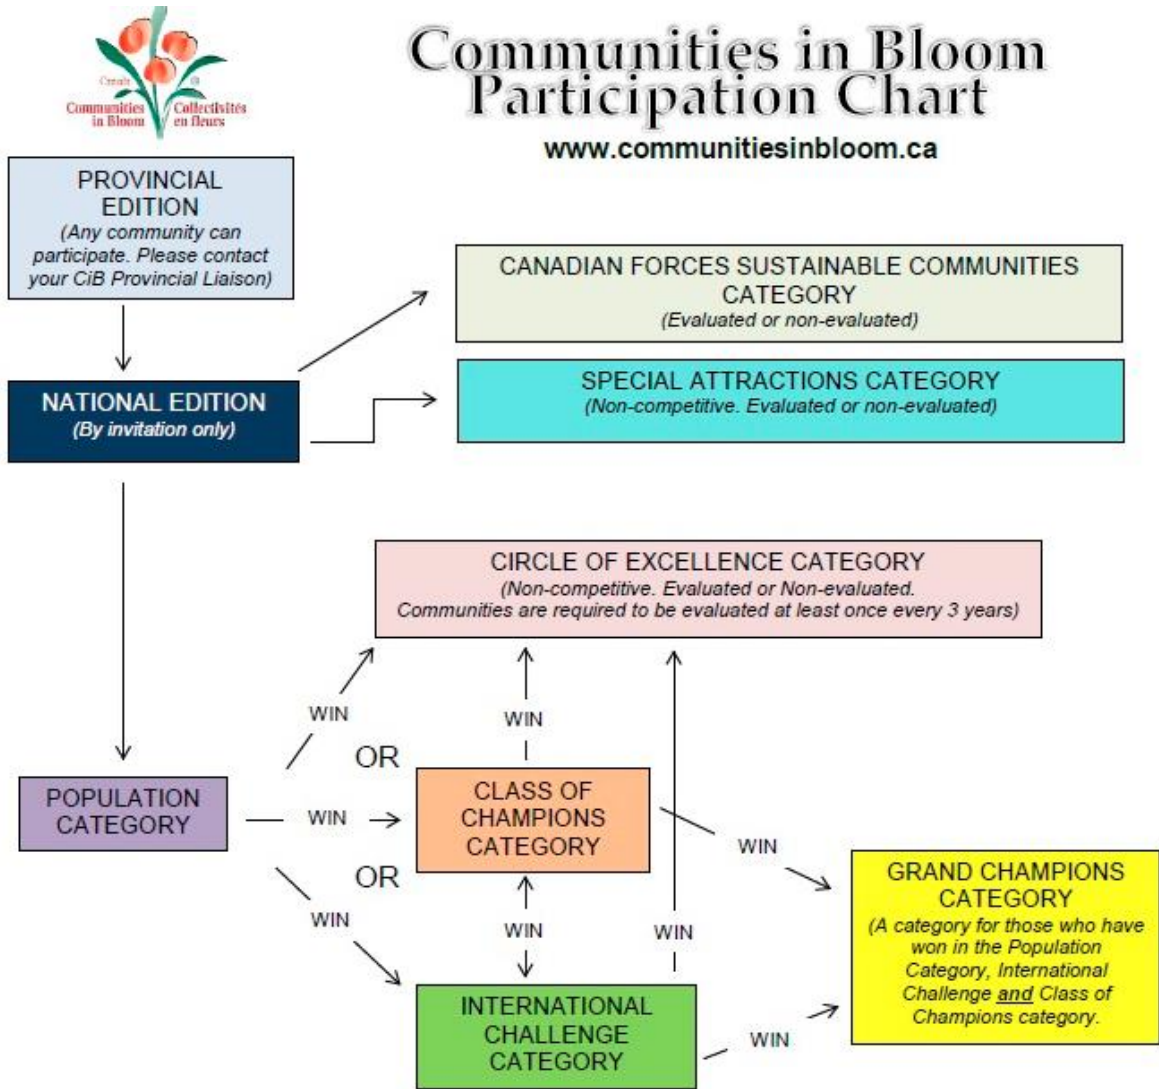 Communities in Bloom
Participation Chart
www.communitiesinbloom.ca
Communities
in Bloom
Collectivités
en fleurs
PROVINCIAL
EDITION
(Any community can
participate. Please contact
your CiB Provincial Liaison)
CANADIAN FORCES SUSTAINABLE COMMUNITIES
CATEGORY
(Evaluated or non-evaluated)
NATIONAL EDITION
(By invitation only)
SPECIAL ATTRACTIONS CATEGORY
(Non-competitive. Evaluated or non-evaluated)
CIRCLE OF EXCELLENCE CATEGORY
(Non-competitive. Evaluated or Non-evaluated.
Communities are required to be evaluated at least once every 3 years)
WIN
WIN
OR
POPULATION
CATEGORY
WIN
CLASS OF
CHAMPIONS
CATEGORY
WIN
OR
WIN
WIN
WIN
GRAND CHAMPIONS
CATEGORY
(A category for those who have
won in the Population
Category, International
Challenge and Class of
Champions category.
INTERNATIONAL
CHALLENGE
CATEGORY
WIN